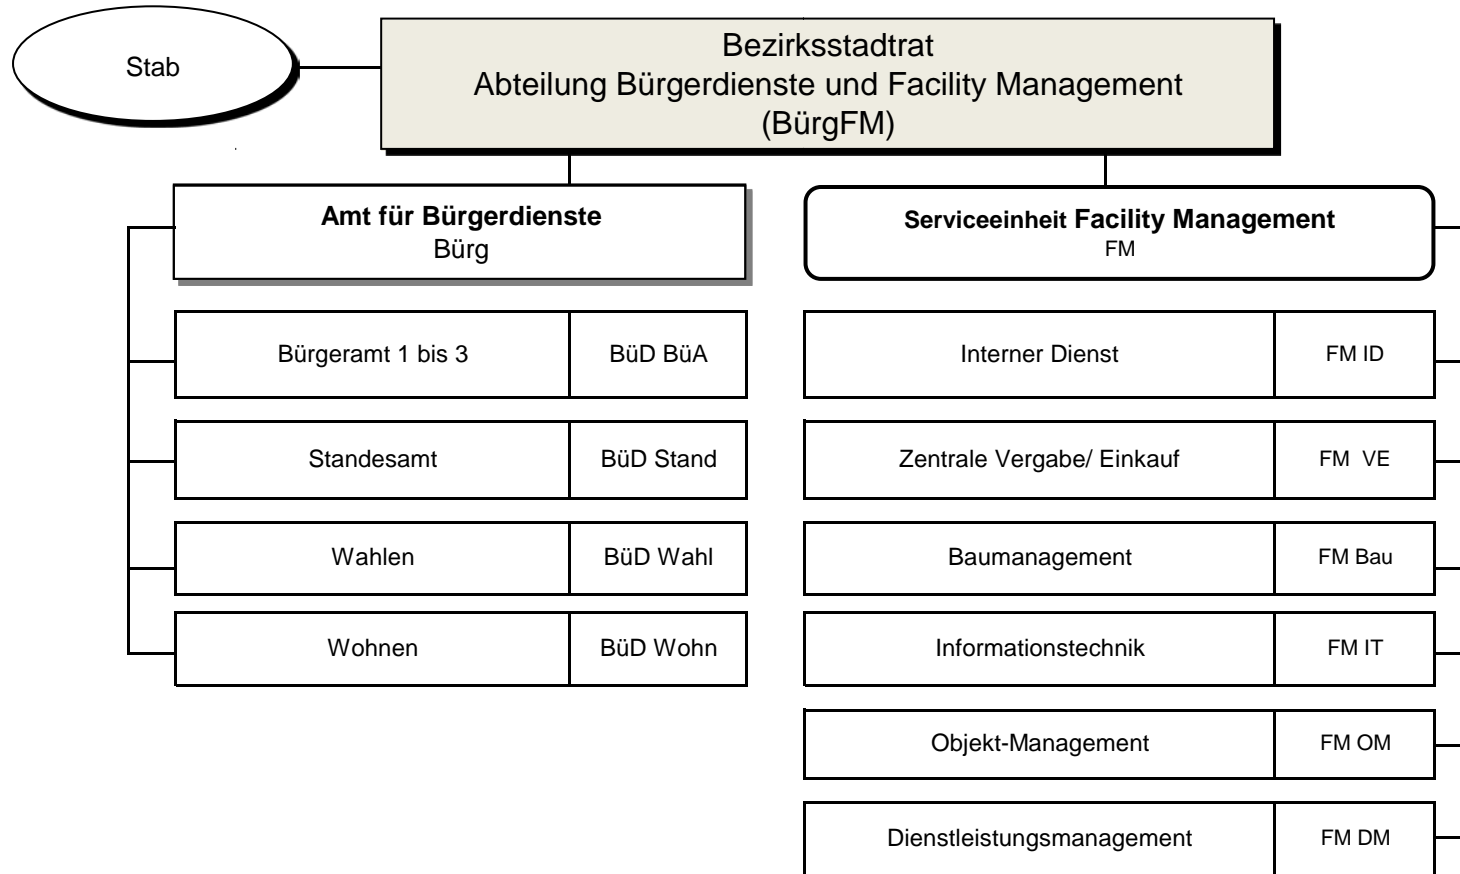 Stab
Bezirksstadtrat
Abteilung Bürgerdienste und Facility Management
(BürgFM)
Amt für Bürgerdienste
Bürg
Bürgeramt 1 bis 3 BüD BüA
Standesamt BüD Stand
Wahlen BüD Wahl
Wohnen BüD Wohn
Serviceeinheit Facility Management
FM
Interner Dienst FM ID
Zentrale Vergabe/ Einkauf FM VE
Baumanagement FM Bau
Informationstechnik FM IT
Objekt-Management FM OM
Dienstleistungsmanagement FM DM